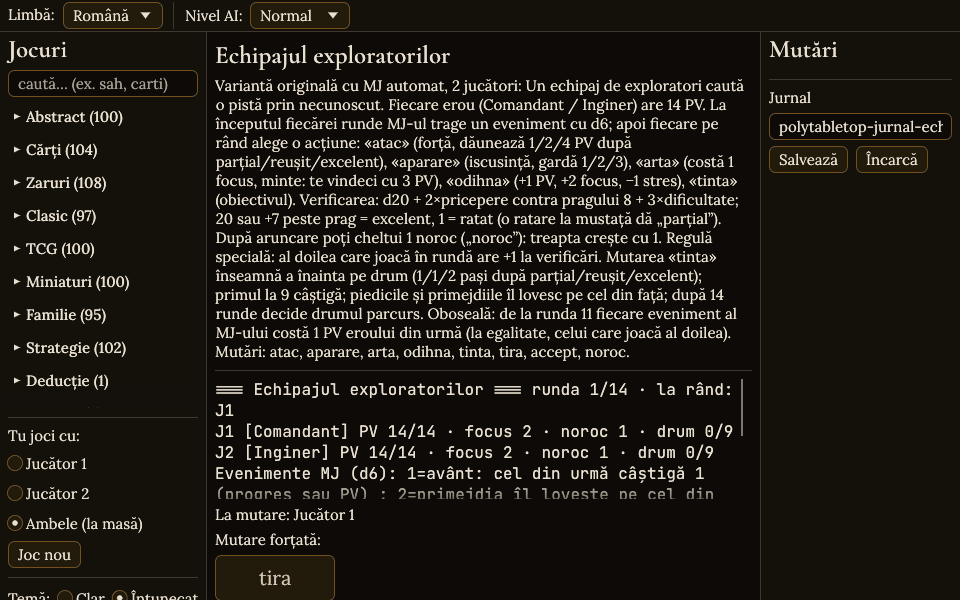 Limbă: Română ▼ Nivel AI: Normal ▼
Jocuri
caută... (ex. sah, carti)
▸ Abstract (100)
▸ Cărți (104)
▸ Zaruri (108)
▸ Clasic (97)
▸ TCG (100)
▸ Miniaturi (100)
▸ Familie (95)
▸ Strategie (102)
▸ Deducție (1)
Tu joci cu:
Jucător 1
Jucător 2
Ambele (la masă)
Joc nou
Temă: Clar Întunecat
Echipajul exploratorilor
Variantă originală cu MJ automat, 2 jucători: Un echipaj de exploratori caută
o pistă prin necunoscut. Fiecare erou (Comandant / Inginer) are 14 PV. La
începutul fiecărei runde MJ-ul trage un eveniment cu d6; apoi fiecare pe
rând alege o acțiune: «atac» (forță, dăunează 1/2/4 PV după
parțial/reușit/excelent), «aparare» (iscusință, gardă 1/2/3), «arta» (costă 1
focus, minte: te vindeci cu 3 PV), «odihna» (+1 PV, +2 focus, −1 stres), «tinta»
(obiectivul). Verificarea: d20 + 2×pricepere contra pragului 8 + 3×dificultate;
20 sau +7 peste prag = excelent, 1 = ratat (o ratare la mustață dă „parțial”).
După aruncare poți cheltui 1 noroc („noroc”): treapta crește cu 1. Regulă
specială: al doilea care joacă în rundă are +1 la verificări. Mutarea «tinta»
înseamnă a înainta pe drum (1/1/2 pași după parțial/reușit/excelent);
primul la 9 câștigă; piedicile și primejdiile îl lovesc pe cel din față; după 14
runde decide drumul parcurs. Oboseală: de la runda 11 fiecare eveniment al
MJ-ului costă 1 PV eroului din urmă (la egalitate, celui care joacă al doilea).
Mutări: atac, aparare, arta, odihna, tinta, tira, accept, noroc.
≡≡≡ Echipajul exploratorilor ≡≡≡ runda 1/14 · la rând:
J1
J1 [Comandant] PV 14/14 · focus 2 · noroc 1 · drum 0/9
J2 [Inginer] PV 14/14 · focus 2 · noroc 1 · drum 0/9
Evenimente MJ (d6): 1=avânt: cel din urmă câștigă 1
(progres sau PV) ; 2=primejdia îl lovește pe cel din
La mutare: Jucător 1
Mutare forțată:
tira
Mutări
Jurnal
polytabletop-jurnal-ech
Salvează Încarcă